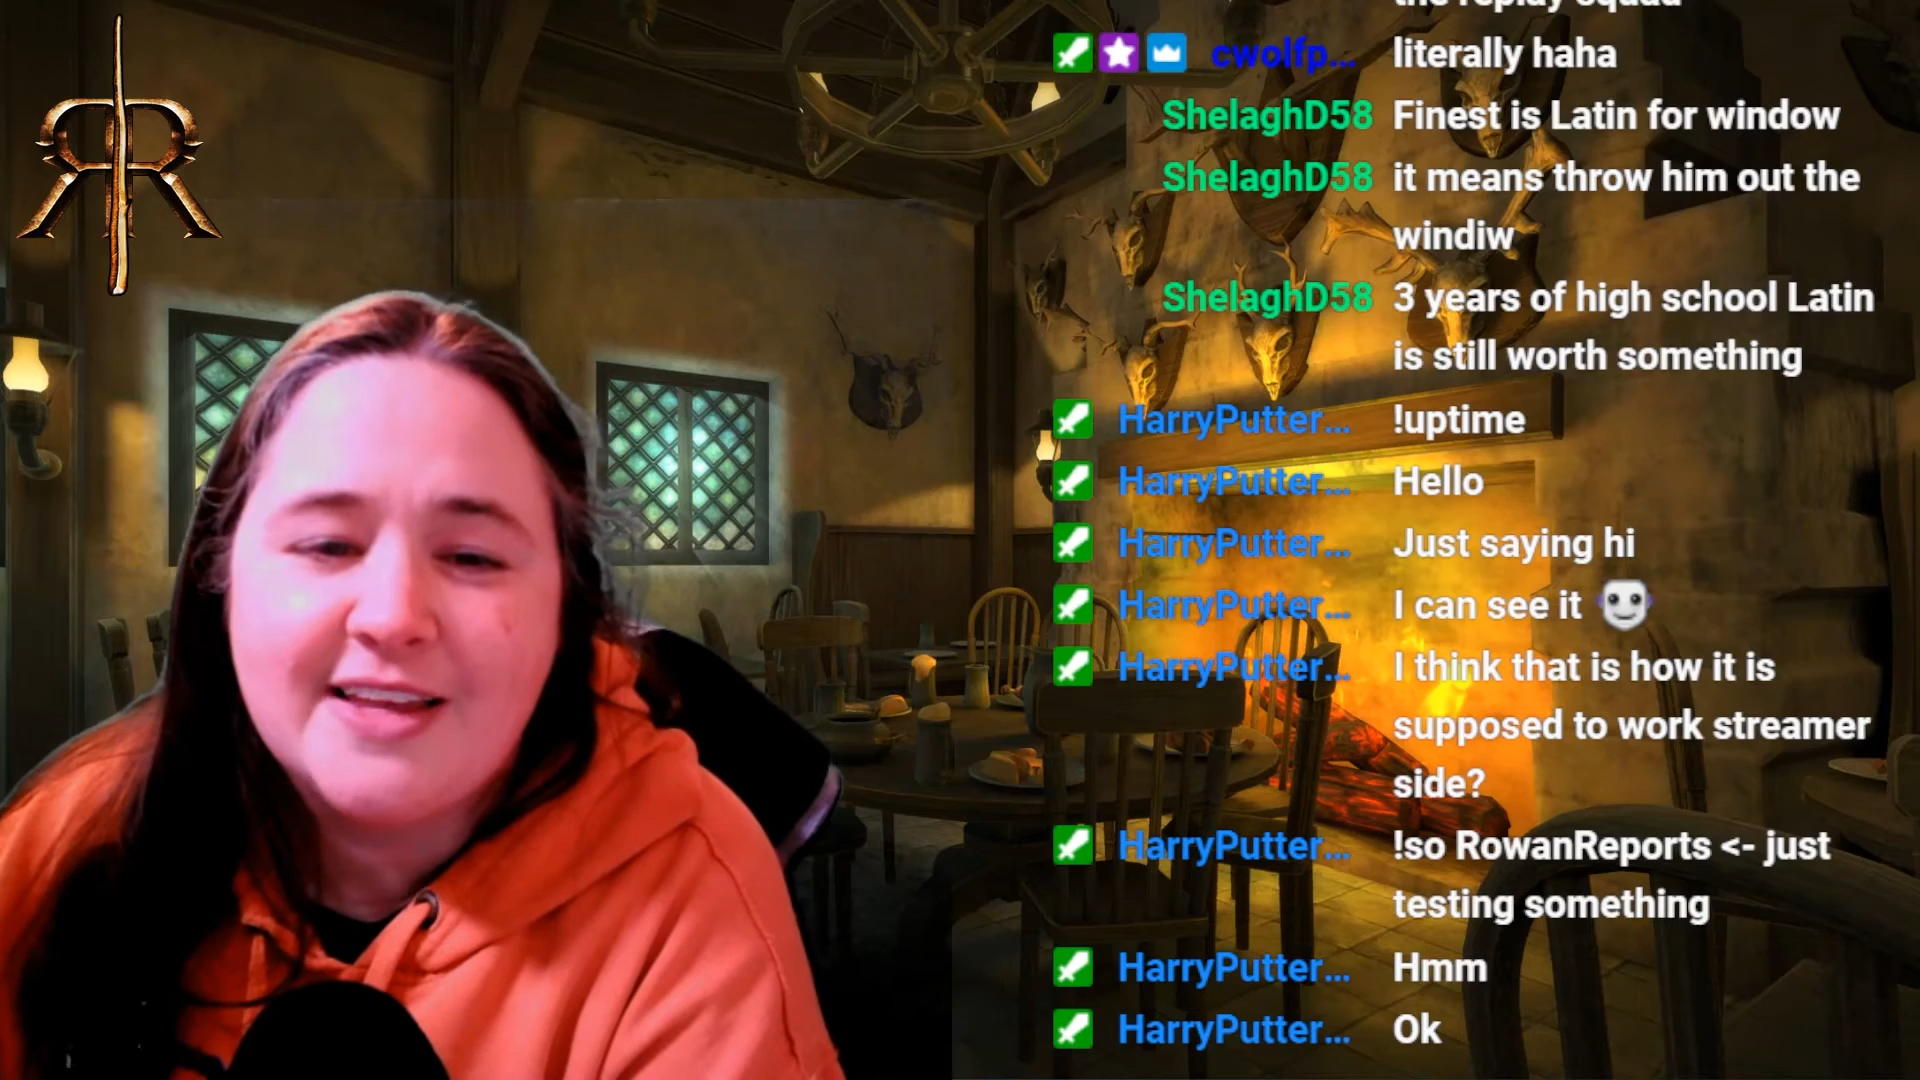 cwolfp... literally haha
ShelaghD58 Finest is Latin for window
ShelaghD58 it means throw him out the
windiw
ShelaghD58 3 years of high school Latin
is still worth something
HarryPutter... !uptime
HarryPutter... Hello
HarryPutter... Just saying hi
HarryPutter... I can see it
HarryPutter... I think that is how it is
supposed to work streamer
side?
HarryPutter... !so RowanReports <- just
testing something
HarryPutter... Hmm
HarryPutter... Ok